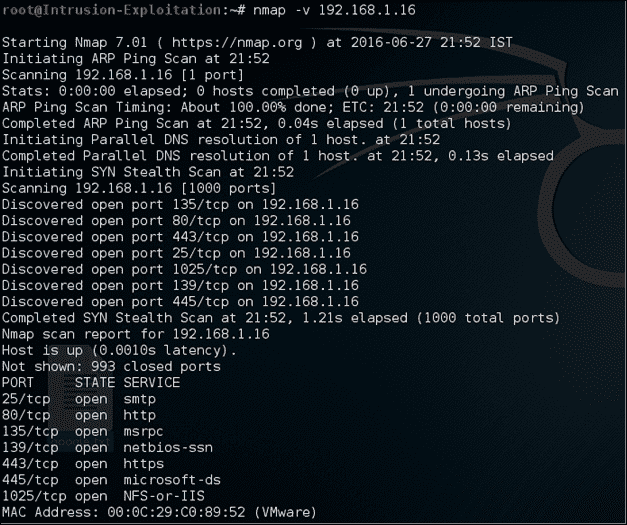 root@Intrusion-Exploitation:~# nmap -v 192.168.1.16
Starting Nmap 7.01 ( https://nmap.org ) at 2016-06-27 21:52 IST
Initiating ARP Ping Scan at 21:52
Scanning 192.168.1.16 [1 port]
Stats: 0:00:00 elapsed; 0 hosts completed (0 up), 1 undergoing ARP Ping Scan
ARP Ping Scan Timing: About 100.00% done; ETC: 21:52 (0:00:00 remaining)
Completed ARP Ping Scan at 21:52, 0.04s elapsed (1 total hosts)
Initiating Parallel DNS resolution of 1 host. at 21:52
Completed Parallel DNS resolution of 1 host. at 21:52, 0.13s elapsed
Initiating SYN Stealth Scan at 21:52
Scanning 192.168.1.16 [1000 ports]
Discovered open port 135/tcp on 192.168.1.16
Discovered open port 80/tcp on 192.168.1.16
Discovered open port 443/tcp on 192.168.1.16
Discovered open port 25/tcp on 192.168.1.16
Discovered open port 1025/tcp on 192.168.1.16
Discovered open port 139/tcp on 192.168.1.16
Discovered open port 445/tcp on 192.168.1.16
Completed SYN Stealth Scan at 21:52, 1.21s elapsed (1000 total ports)
Nmap scan report for 192.168.1.16
Host is up (0.0010s latency).
Not shown: 993 closed ports
PORT STATE SERVICE
25/tcp open smtp
80/tcp open http
135/tcp open msrpc
139/tcp open netbios-ssn
443/tcp open https
445/tcp open microsoft-ds
1025/tcp open NFS-or-IIS
MAC Address: 00:0C:29:C0:89:52 (VMware)